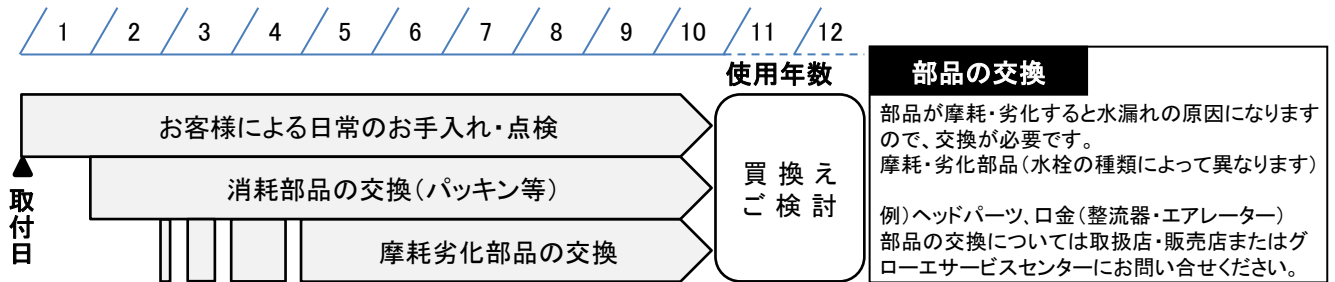 1 2 3 4 5 6 7 8 9 10 11 12
使用年数
お客様による日常のお手入れ・点検
取付日
消耗部品の交換(パッキン等)
摩耗劣化部品の交換
買換え
ご検討
部品の交換
部品が摩耗・劣化すると水漏れの原因になります
ので、交換が必要です。
摩耗・劣化部品(水栓の種類によって異なります)
例)ヘッドパーツ、口金(整流器・エアレーター)
部品の交換については取扱店・販売店またはグ
ローエサービスセンターにお問い合せください。